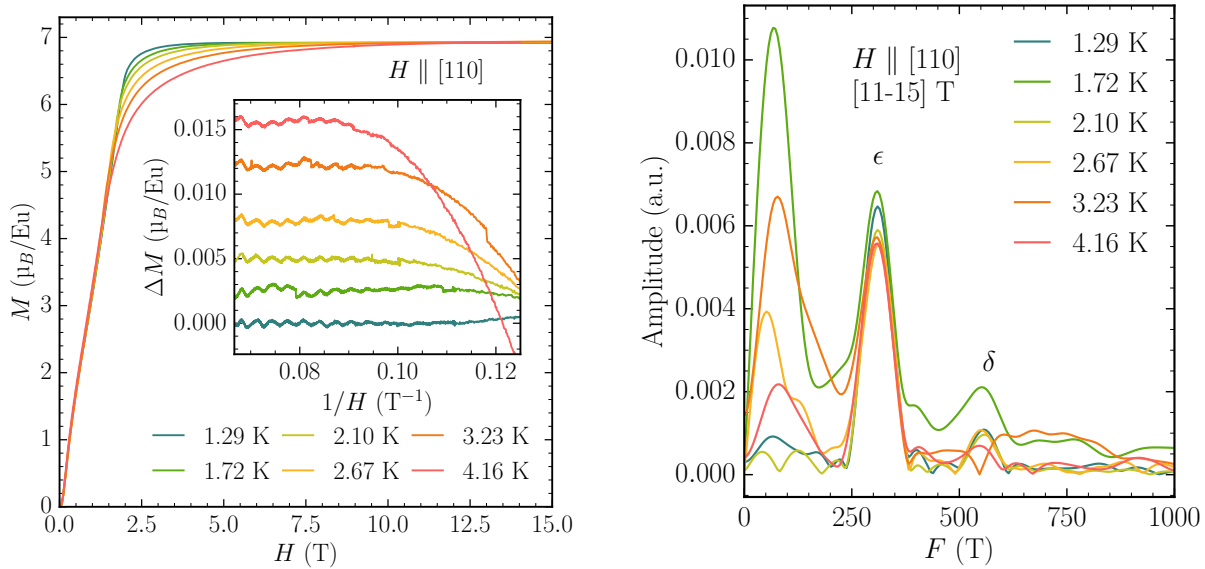 7
6
5
4
3
2
1
0
M (μB/Eu)
0.0
2.5
5.0
7.5
10.0
12.5
15.0
H (T)
H ∥ [110]
0.015
0.010
0.005
0.000
ΔM (μB/Eu)
0.08
0.10
0.12
1/H (T⁻¹)
1.29 K
2.10 K
3.23 K
1.72 K
2.67 K
4.16 K
0.010
0.008
0.006
0.004
0.002
0.000
Amplitude (a.u.)
0
250
500
750
1000
F (T)
H ∥ [110]
[11-15] T
ϵ
δ
1.29 K
1.72 K
2.10 K
2.67 K
3.23 K
4.16 K